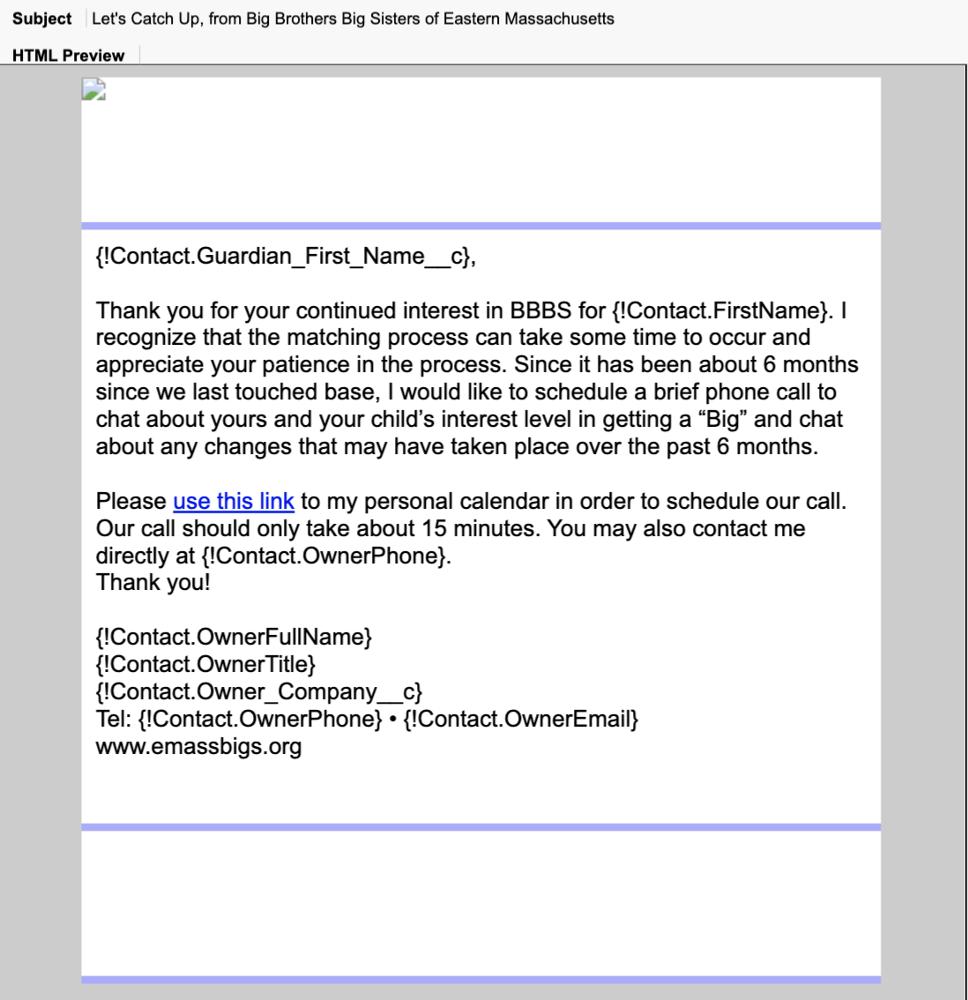 Subject Let's Catch Up, from Big Brothers Big Sisters of Eastern Massachusetts
HTML Preview
{!Contact.Guardian_First_Name__c},
Thank you for your continued interest in BBBS for {!Contact.FirstName}. I
recognize that the matching process can take some time to occur and
appreciate your patience in the process. Since it has been about 6 months
since we last touched base, I would like to schedule a brief phone call to
chat about yours and your child’s interest level in getting a “Big” and chat
about any changes that may have taken place over the past 6 months.
Please use this link to my personal calendar in order to schedule our call.
Our call should only take about 15 minutes. You may also contact me
directly at {!Contact.OwnerPhone}.
Thank you!
{!Contact.OwnerFullName}
{!Contact.OwnerTitle}
{!Contact.Owner_Company__c}
Tel: {!Contact.OwnerPhone} • {!Contact.OwnerEmail}
www.emassbigs.org